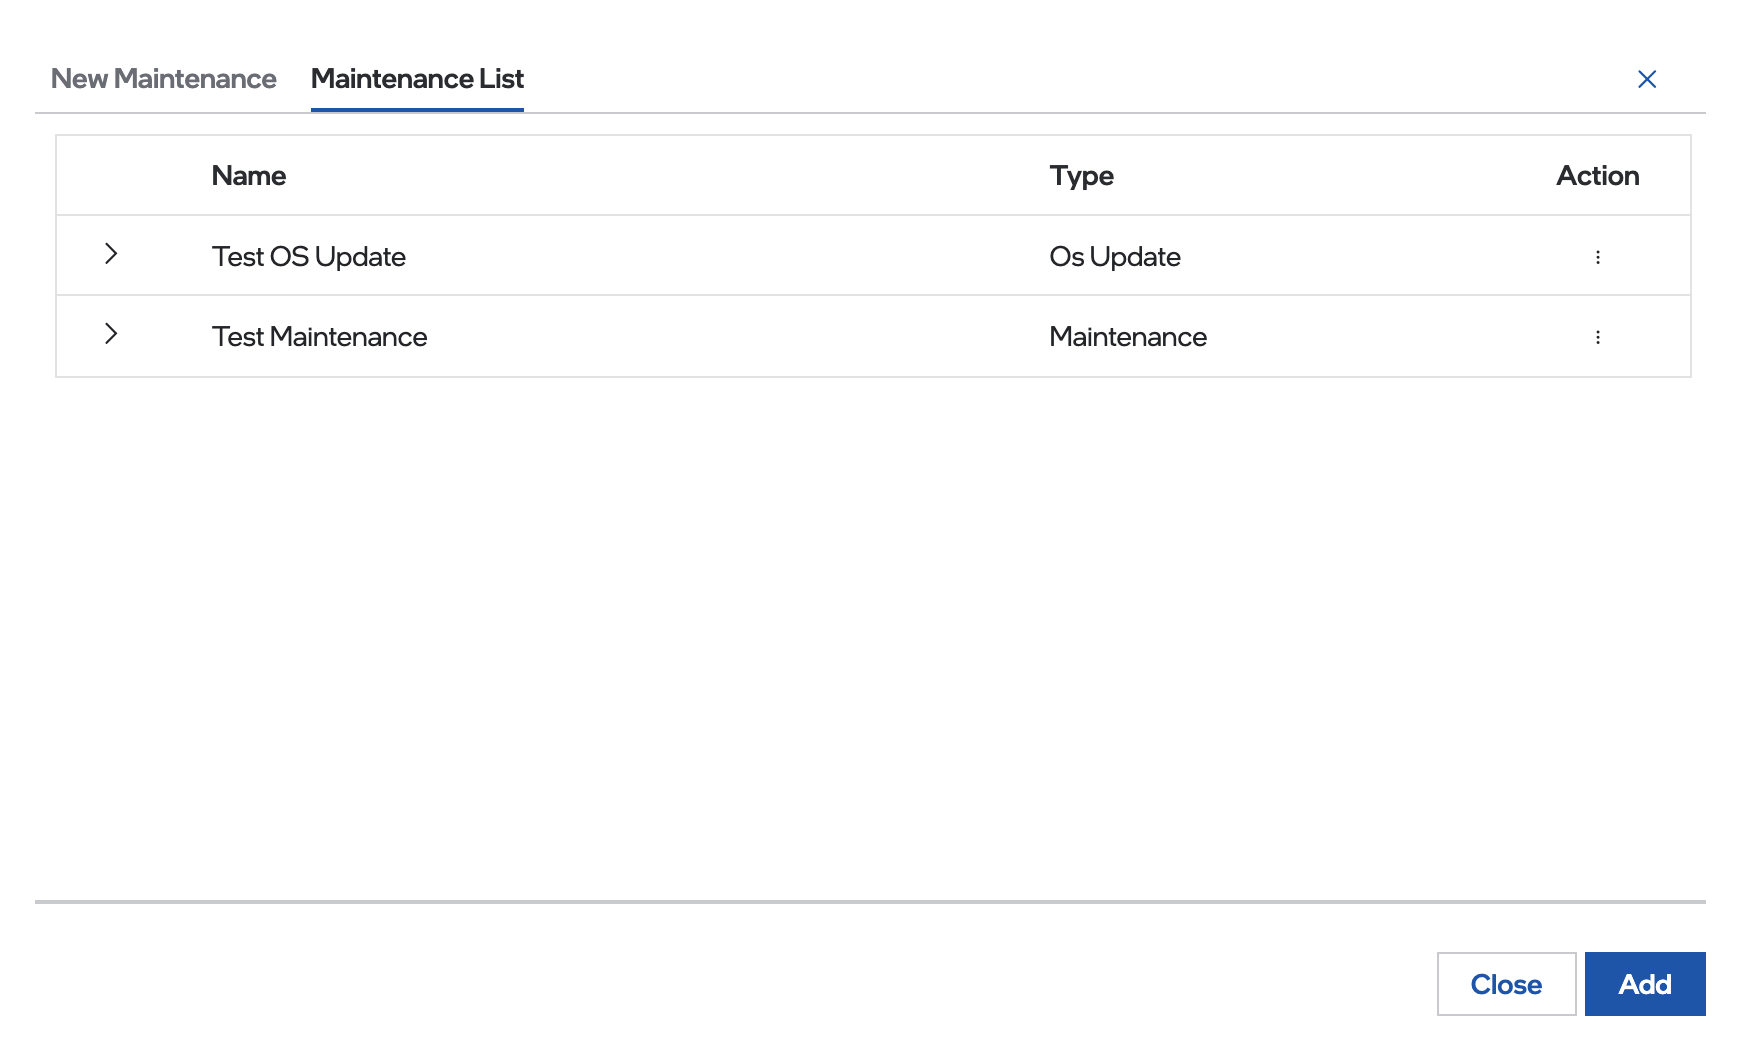 New Maintenance Maintenance List
Name Type Action
Test OS Update Os Update
Test Maintenance Maintenance
Close Add